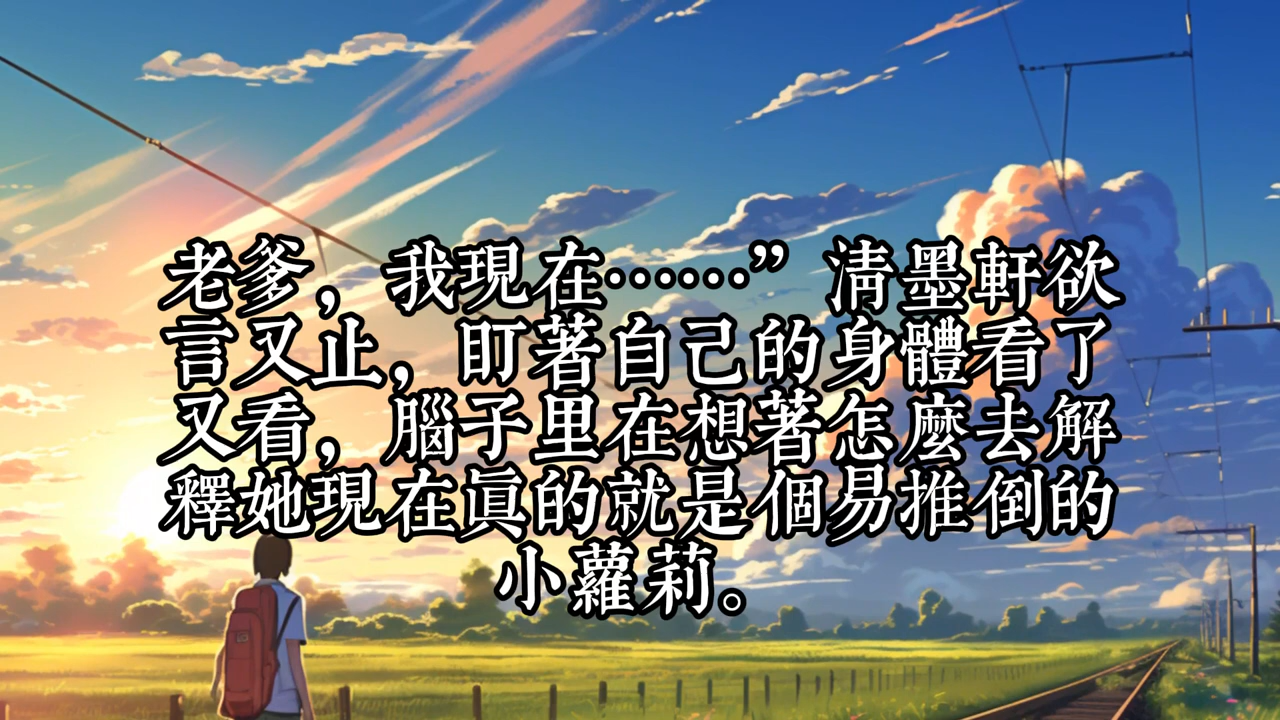 老爹，我現在……”淸墨軒欲
言又止，盯著自己的身體看了
又看，腦子里在想著怎麼去解
釋她現在眞的就是個易推倒的
小蘿莉。